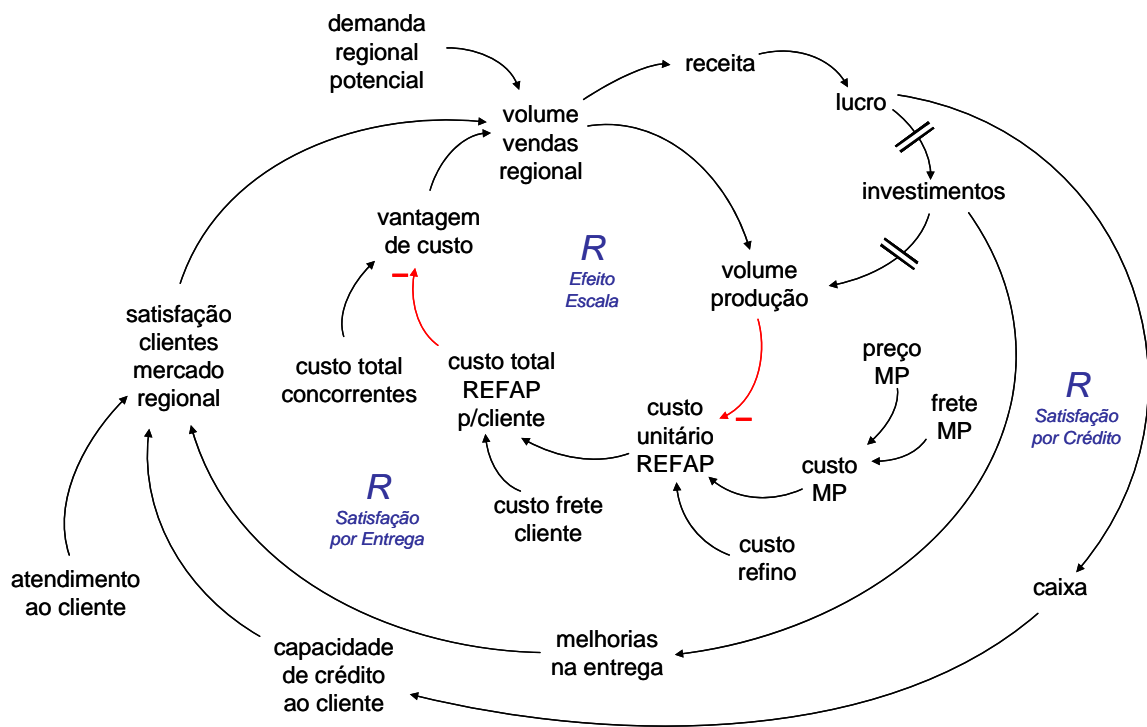 demanda
regional
potencial
receita
lucro
volume
vendas
regional
investimentos
vantagem
de custo
R
Efeito
Escala
volume
produção
satisfação
clientes
mercado
regional
custo total
concorrentes
custo total
REFAP
p/cliente
preço
MP
frete
MP
R
Satisfação
por Crédito
custo
unitário
REFAP
custo
MP
R
Satisfação
por Entrega
custo frete
cliente
custo
refino
atendimento
ao cliente
caixa
capacidade
de crédito
ao cliente
melhorias
na entrega